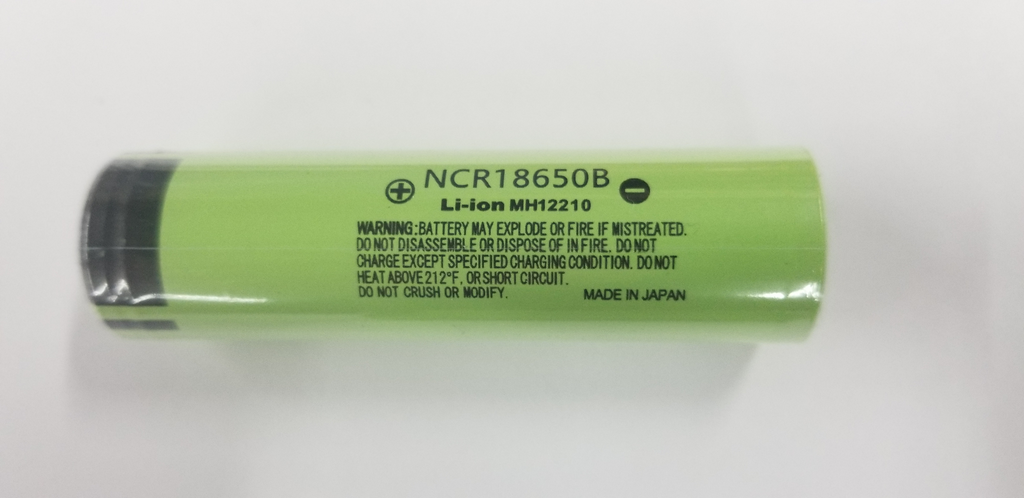 ⊕ NCR18650B ⊖
Li-ion MH12210
WARNING:BATTERY MAY EXPLODE OR FIRE IF MISTREATED.
DO NOT DISASSEMBLE OR DISPOSE OF IN FIRE. DO NOT
CHARGE EXCEPT SPECIFIED CHARGING CONDITION. DO NOT
HEAT ABOVE 212°F, OR SHORT CIRCUIT.
DO NOT CRUSH OR MODIFY. MADE IN JAPAN